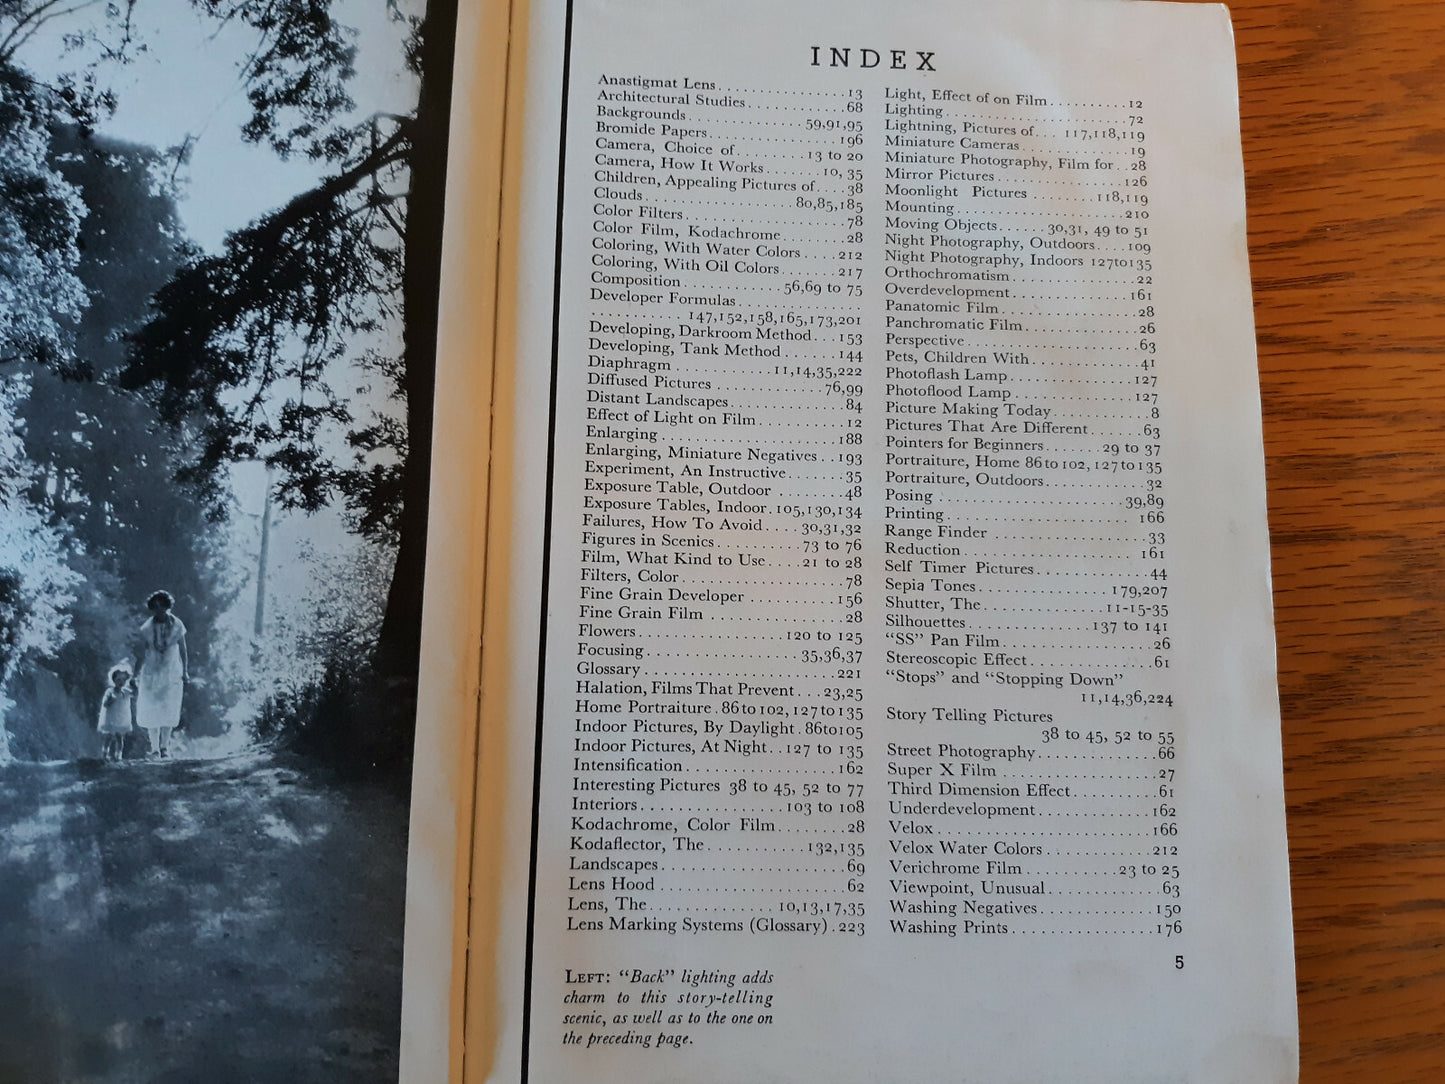 INDEX
Anastigmat Lens................13
Architectural Studies............68
Backgrounds..............59,91,95
Bromide Papers................196
Camera, Choice of........13 to 20
Camera, How It Works.......10, 35
Children, Appealing Pictures of....38
Clouds..................80,85,185
Color Filters....................78
Color Film, Kodachrome........28
Coloring, With Water Colors....212
Coloring, With Oil Colors.......217
Composition............56,69 to 75
Developer Formulas..............
...........147,152,158,165,173,201
Developing, Darkroom Method...153
Developing, Tank Method......144
Diaphragm............11,14,35,222
Diffused Pictures............76,99
Distant Landscapes.............84
Effect of Light on Film..........12
Enlarging....................188
Enlarging, Miniature Negatives..193
Experiment, An Instructive.......35
Exposure Table, Outdoor........48
Exposure Tables, Indoor.105,130,134
Failures, How To Avoid....30,31,32
Figures in Scenics..........73 to 76
Film, What Kind to Use....21 to 28
Filters, Color...................78
Fine Grain Developer..........156
Fine Grain Film...............28
Flowers.................120 to 125
Focusing..................35,36,37
Glossary......................221
Halation, Films That Prevent...23,25
Home Portraiture.86 to 102, 127 to 135
Indoor Pictures, By Daylight.86to105
Indoor Pictures, At Night..127 to 135
Intensification.................162
Interesting Pictures 38 to 45, 52 to 77
Interiors.................103 to 108
Kodachrome, Color Film........28
Kodaflector, The...........132,135
Landscapes....................69
Lens Hood....................62
Lens, The...............10,13,17,35
Lens Marking Systems (Glossary).223
Light, Effect of on Film..........12
Lighting......................72
Lightning, Pictures of...117,118,119
Miniature Cameras.............19
Miniature Photography, Film for..28
Mirror Pictures................126
Moonlight Pictures........118,119
Mounting....................210
Moving Objects......30,31, 49 to 51
Night Photography, Outdoors....109
Night Photography, Indoors 127to135
Orthochromatism...............22
Overdevelopment..............161
Panatomic Film................28
Panchromatic Film.............26
Perspective....................63
Pets, Children With............41
Photoflash Lamp..............127
Photoflood Lamp..............127
Picture Making Today...........8
Pictures That Are Different......63
Pointers for Beginners.......29 to 37
Portraiture, Home 86 to 102, 127 to 135
Portraiture, Outdoors............32
Posing......................39,89
Printing......................166
Range Finder.................33
Reduction....................161
Self Timer Pictures.............44
Sepia Tones..............179,207
Shutter, The.............11-15-35
Silhouettes..............137 to 141
“SS” Pan Film................26
Stereoscopic Effect..............61
“Stops” and “Stopping Down”
11,14,36,224
Story Telling Pictures
38 to 45, 52 to 55
Street Photography.............66
Super X Film.................27
Third Dimension Effect..........61
Underdevelopment............162
Velox.......................166
Velox Water Colors............212
Verichrome Film..........23 to 25
Viewpoint, Unusual............63
Washing Negatives............150
Washing Prints...............176
5
LEFT: “Back” lighting adds
charm to this story-telling
scenic, as well as to the one on
the preceding page.